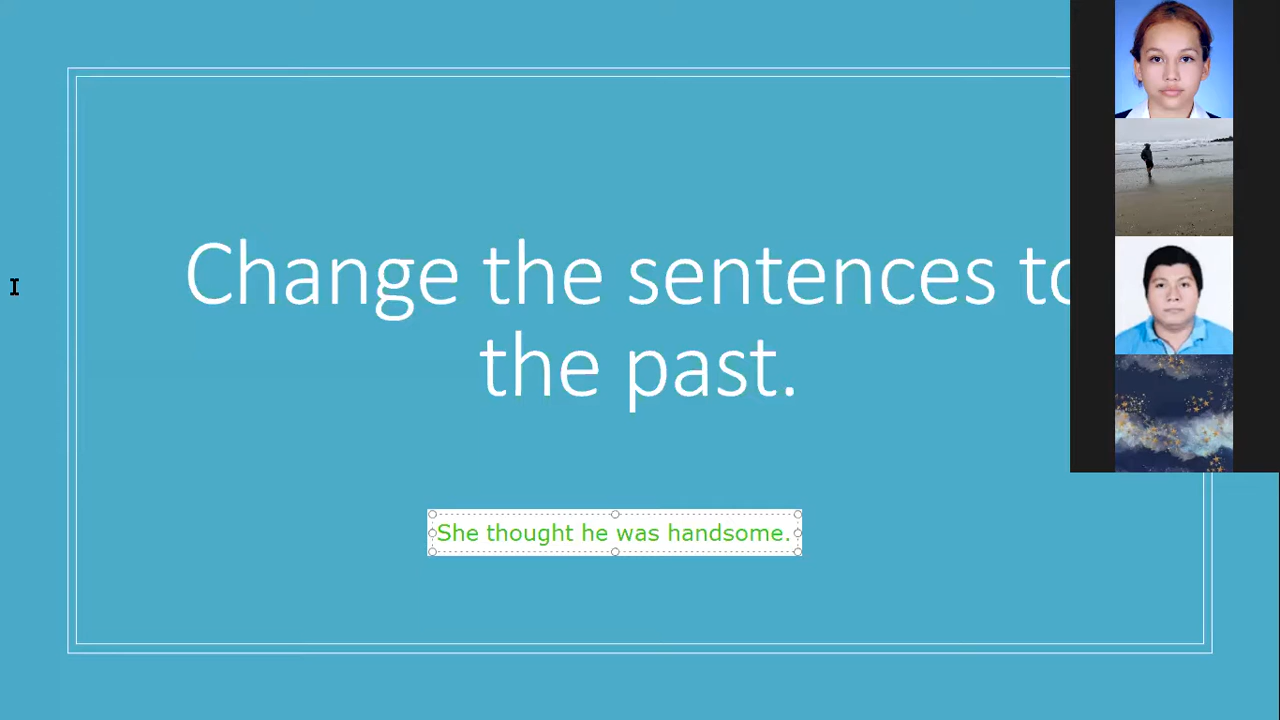 Change the sentences to
the past.
She thought he was handsome.